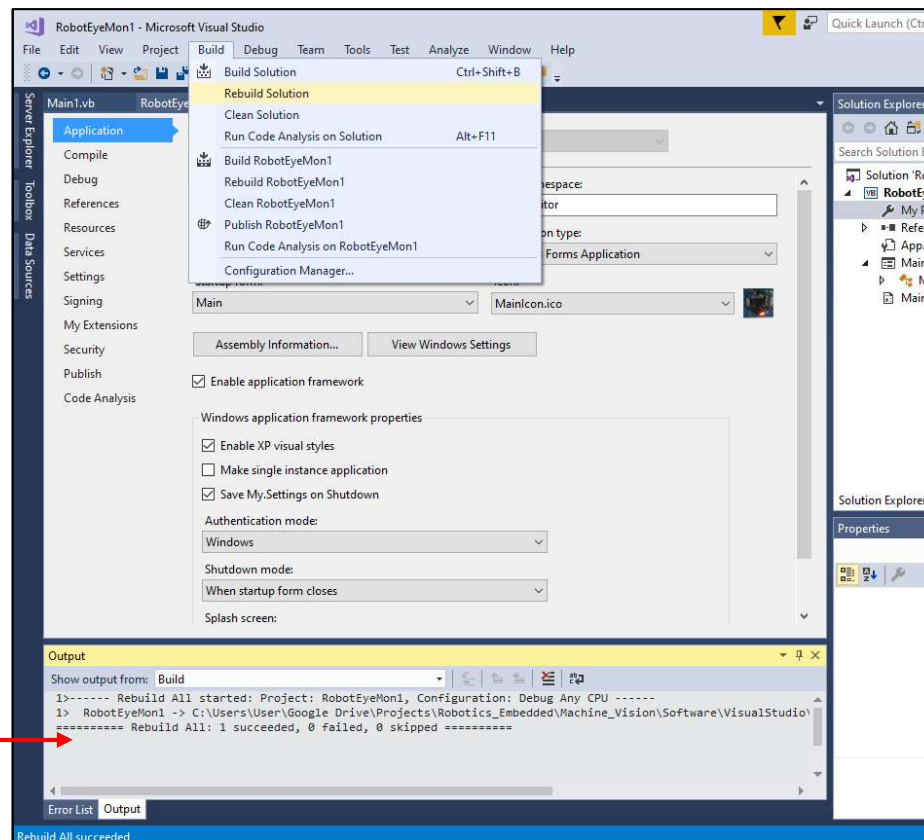 RobotEyeMon1 - Microsoft Visual Studio
Quick Launch (Ctr
File Edit View Project Build Debug Team Tools Test Analyze Window Help
Build Solution Ctrl+Shift+B
Rebuild Solution
Clean Solution
Run Code Analysis on Solution Alt+F11
Build RobotEyeMon1
Rebuild RobotEyeMon1
Clean RobotEyeMon1
Publish RobotEyeMon1
Run Code Analysis on RobotEyeMon1
Configuration Manager...
Server Explorer
Toolbox
Data Sources
Main1.vb RobotEye
Application
Compile
Debug
References
Resources
Services
Settings
Signing
My Extensions
Security
Publish
Code Analysis
espace:
itor
on type:
Forms Application
Main
MainIcon.ico
Assembly Information... View Windows Settings
Enable application framework
Windows application framework properties
Enable XP visual styles
Make single instance application
Save My.Settings on Shutdown
Authentication mode:
Windows
Shutdown mode:
When startup form closes
Splash screen:
Solution Explorer
Search Solution E
Solution 'Ro
RobotEy
My P
Refe
App.
Main
M
Main
Solution Explorer
Properties
Output
Show output from: Build
1>------ Rebuild All started: Project: RobotEyeMon1, Configuration: Debug Any CPU ------
1> RobotEyeMon1 -> C:\Users\User\Google Drive\Projects\Robotics_Embedded\Machine_Vision\Software\VisualStudio\
========== Rebuild All: 1 succeeded, 0 failed, 0 skipped ==========
Error List Output
Rebuild All succeeded